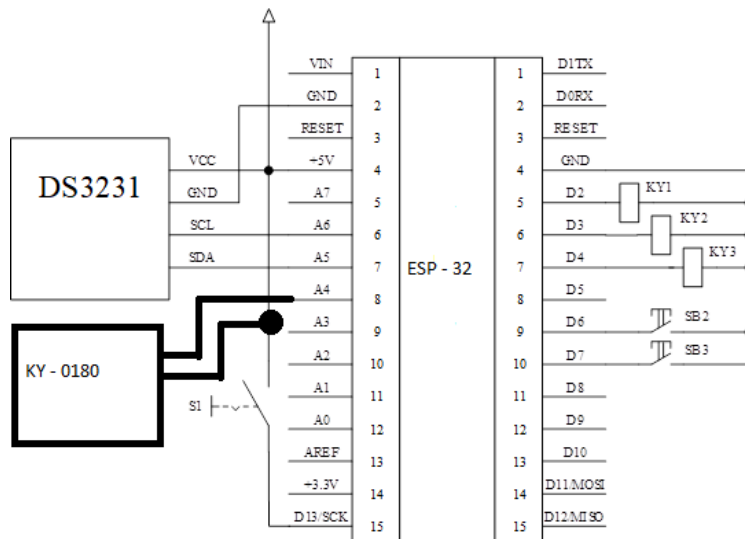 VIN 1 1 D1TX
GND 2 2 D0RX
RESET 3 3 RESET
DS3231 VCC +5V 4 4 GND
GND A7 5 5 D2 KY1
SCL A6 6 6 D3 KY2
SDA A5 7 ESP - 32 7 D4 KY3
A4 8 8 D5
A3 9 9 D6 SB2
KY - 0180 A2 10 10 D7 SB3
S1 A1 11 11 D8
A0 12 12 D9
AREF 13 13 D10
+3.3V 14 14 D11/MOSI
D13/SCK 15 15 D12/MISO